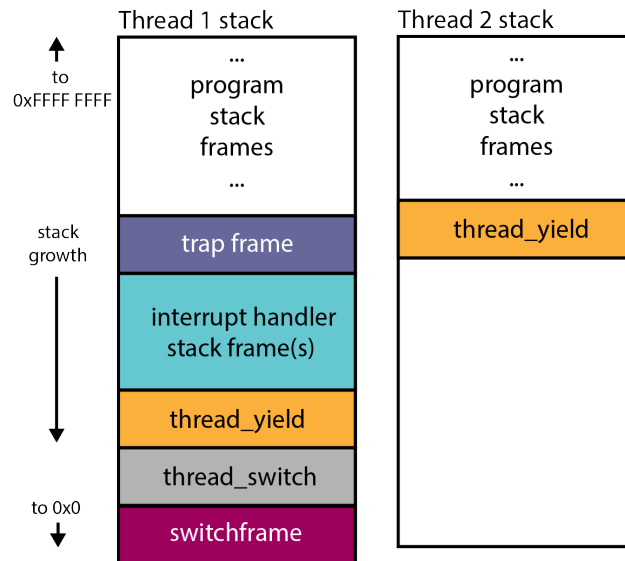 Thread 1 stack
Thread 2 stack
to
0xFFFF FFFF
...
program
stack
frames
...
...
program
stack
frames
...
stack
growth
trap frame
thread_yield
interrupt handler
stack frame(s)
thread_yield
thread_switch
to 0x0
switchframe